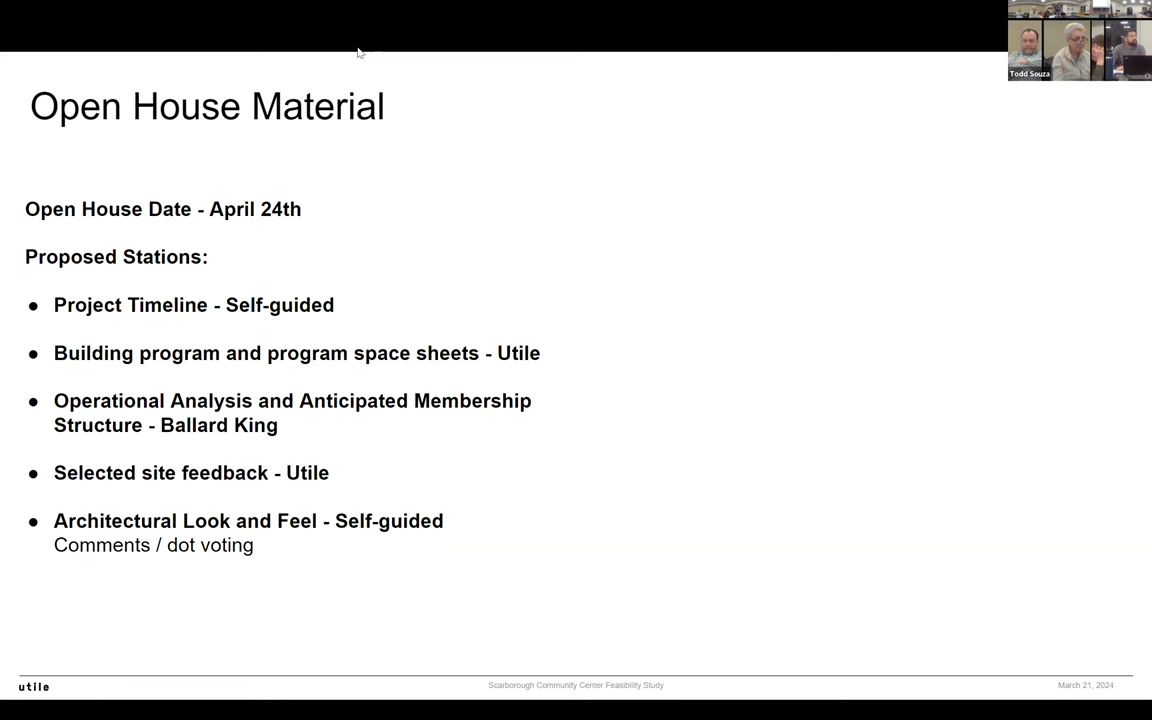 Todd Souza
Open House Material
Open House Date - April 24th
Proposed Stations:
● Project Timeline - Self-guided
● Building program and program space sheets - Utile
● Operational Analysis and Anticipated Membership
Structure - Ballard King
● Selected site feedback - Utile
● Architectural Look and Feel - Self-guided
Comments / dot voting
utile
Scarborough Community Center Feasibility Study
March 21, 2024